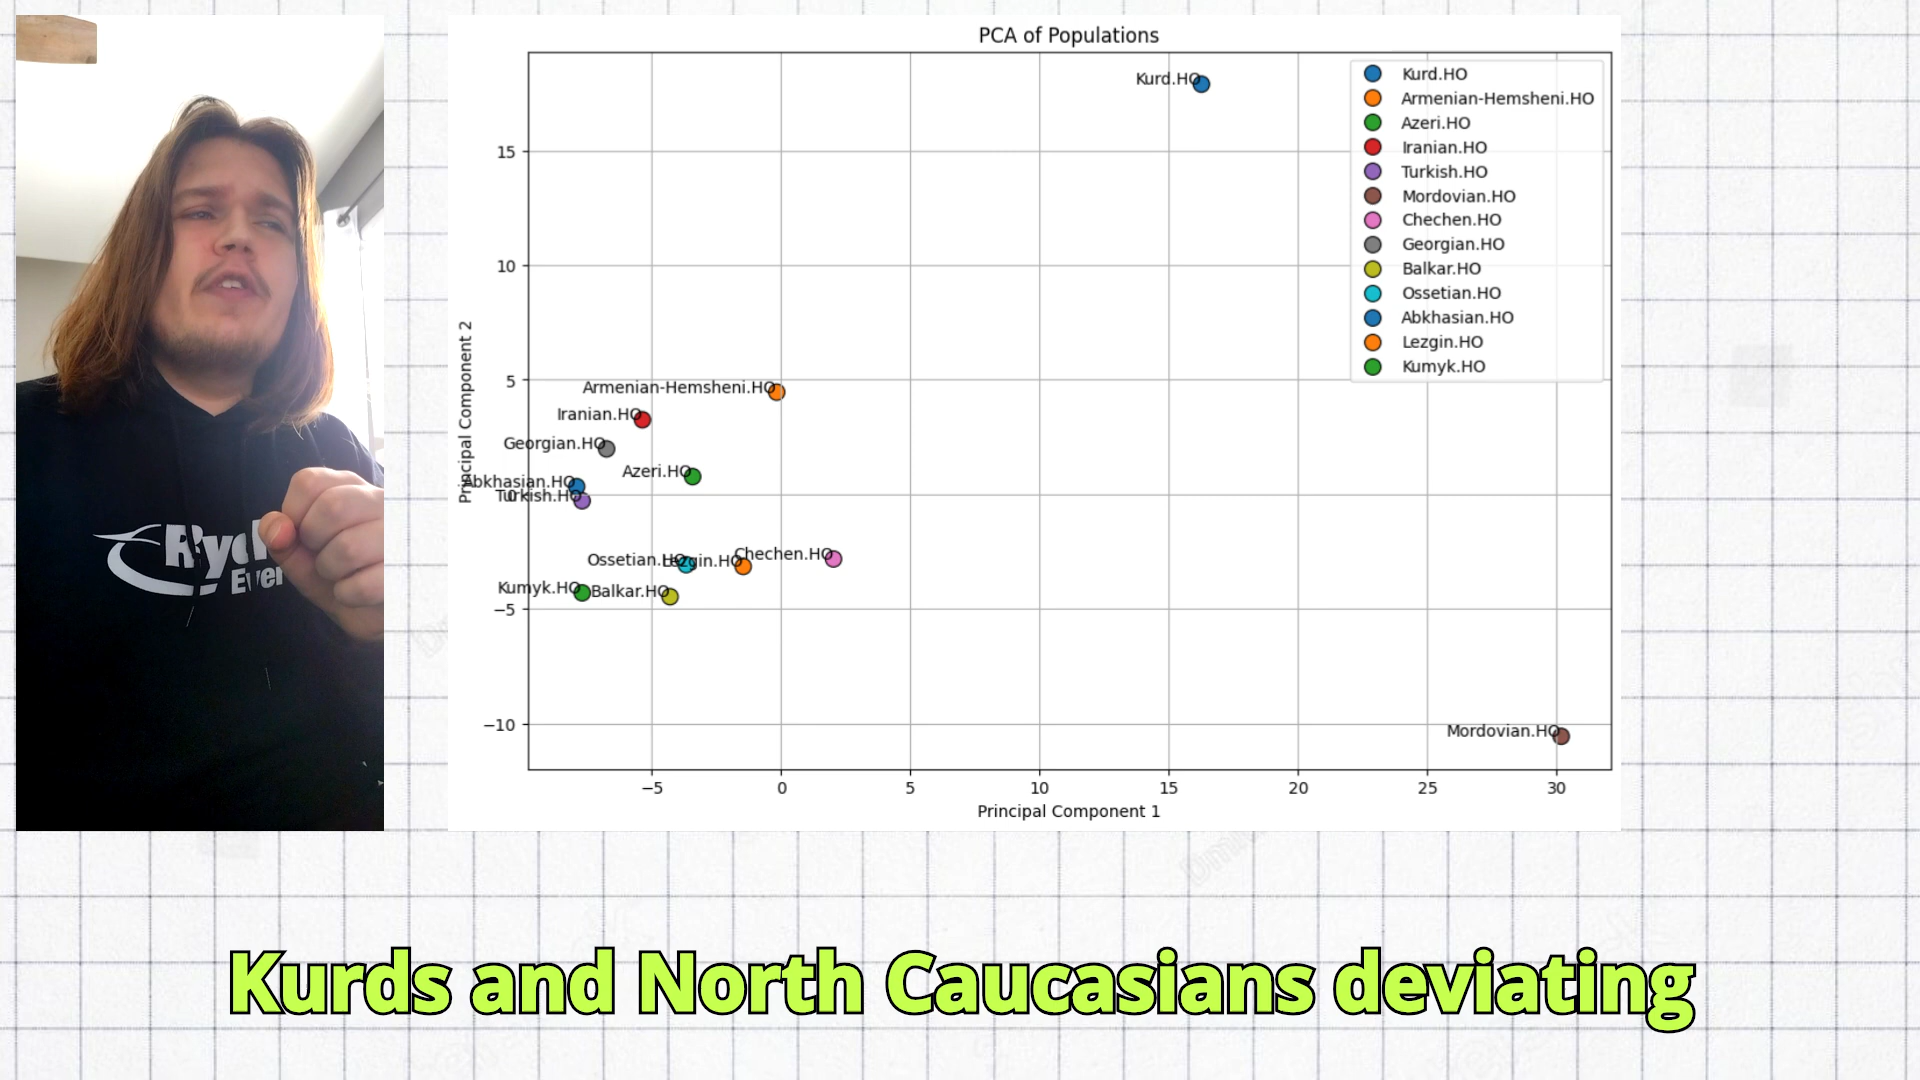 PCA of Populations
Kurd.HO
Armenian-Hemsheni.HO
Iranian.HO
Georgian.HO
Azeri.HO
Abkhasian.HO
Turkish.HO
Ossetian.HO
Lezgin.HO
Chechen.HO
Kumyk.HO
Balkar.HO
Mordovian.HO
Kurd.HO
Armenian-Hemsheni.HO
Azeri.HO
Iranian.HO
Turkish.HO
Mordovian.HO
Chechen.HO
Georgian.HO
Balkar.HO
Ossetian.HO
Abkhasian.HO
Lezgin.HO
Kumyk.HO
Principal Component 2
15
10
5
0
−5
−10
−5 0 5 10 15 20 25 30
Principal Component 1
Kurds and North Caucasians deviating